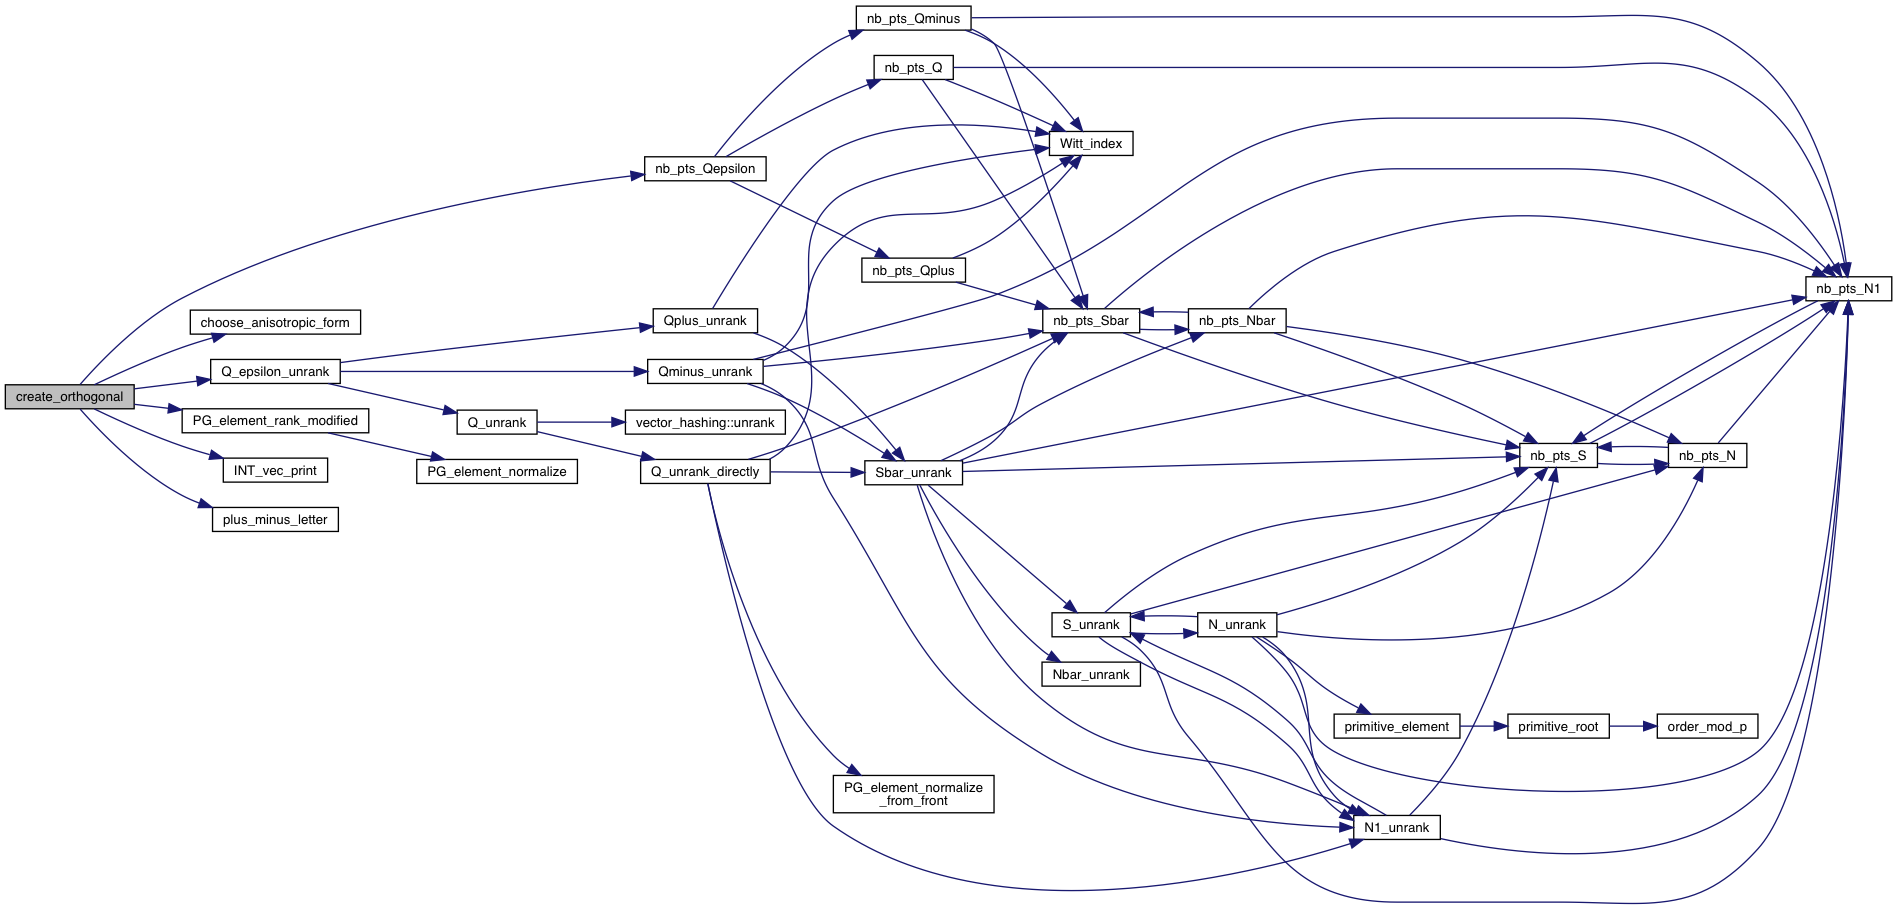 nb_pts_Qminus
nb_pts_Q
Witt_index
nb_pts_Qepsilon
nb_pts_Qplus
nb_pts_N1
choose_anisotropic_form
Qplus_unrank
nb_pts_Sbar
nb_pts_Nbar
Q_epsilon_unrank
Qminus_unrank
create_orthogonal
PG_element_rank_modified
Q_unrank
vector_hashing::unrank
INT_vec_print
PG_element_normalize
Q_unrank_directly
Sbar_unrank
nb_pts_S
nb_pts_N
plus_minus_letter
S_unrank
N_unrank
Nbar_unrank
primitive_element
primitive_root
order_mod_p
PG_element_normalize
_from_front
N1_unrank